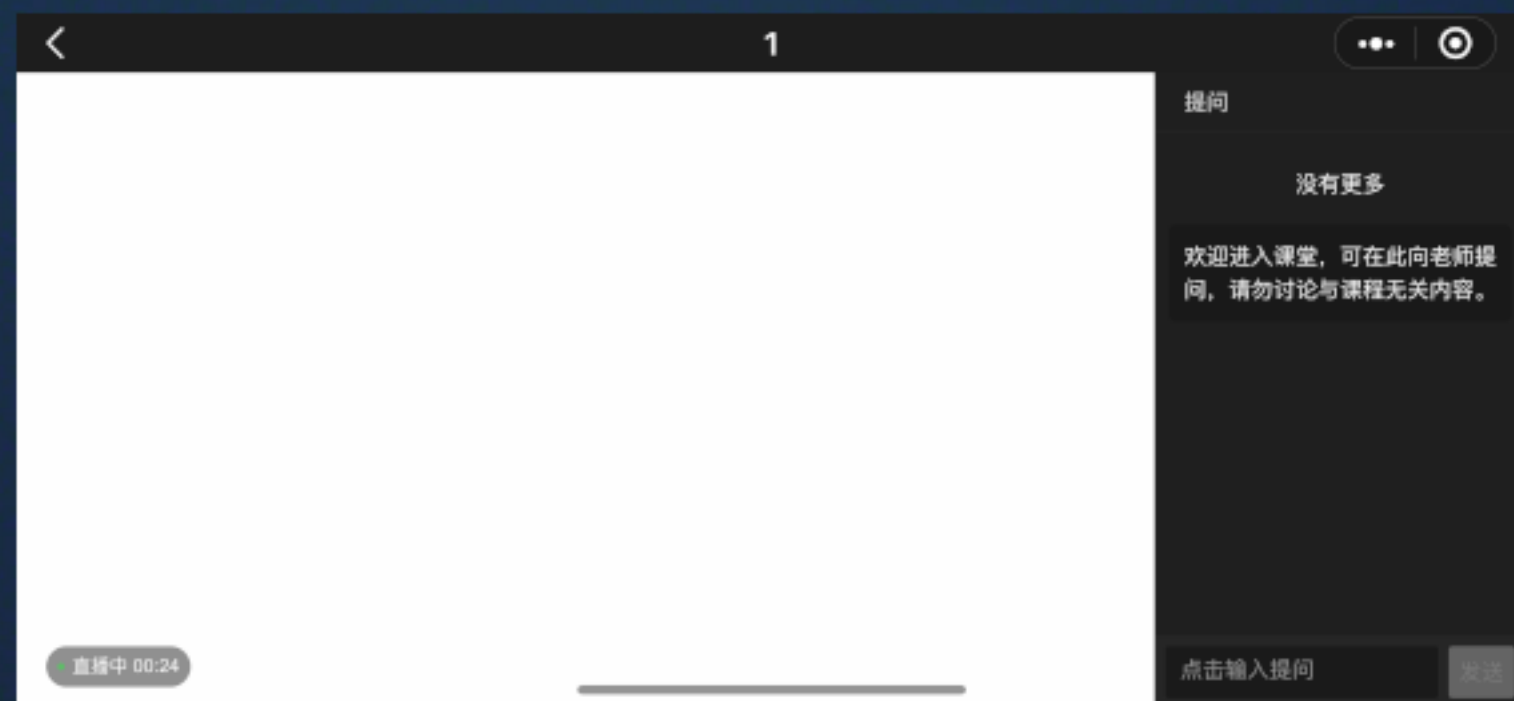 1
提问
没有更多
欢迎进入课堂，可在此向老师提
问，请勿讨论与课程无关内容。
直播中 00:24
点击输入提问
发送